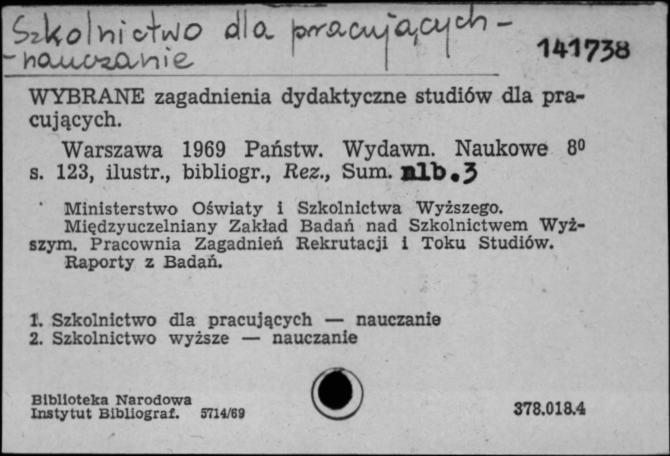 Szkolnictwo dla pracujących -
- nauczanie
141738
WYBRANE zagadnienia dydaktyczne studiów dla pra-
cujących.
Warszawa 1969 Państw. Wydawn. Naukowe 8⁰
s. 123, ilustr., bibliogr., Rez., Sum. nlb. 3
Ministerstwo Oświaty i Szkolnictwa Wyższego.
Międzyuczelniany Zakład Badań nad Szkolnictwem Wyż-
szym. Pracownia Zagadnień Rekrutacji i Toku Studiów.
Raporty z Badań.
1. Szkolnictwo dla pracujących — nauczanie
2. Szkolnictwo wyższe — nauczanie
Biblioteka Narodowa
Instytut Bibliograf. 5714/69
378.018.4